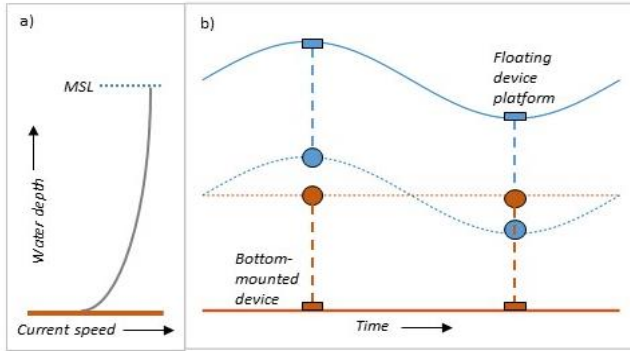 a)
MSL
Water depth
Current speed
b)
Floating
device
platform
Bottom-
mounted
device
Time